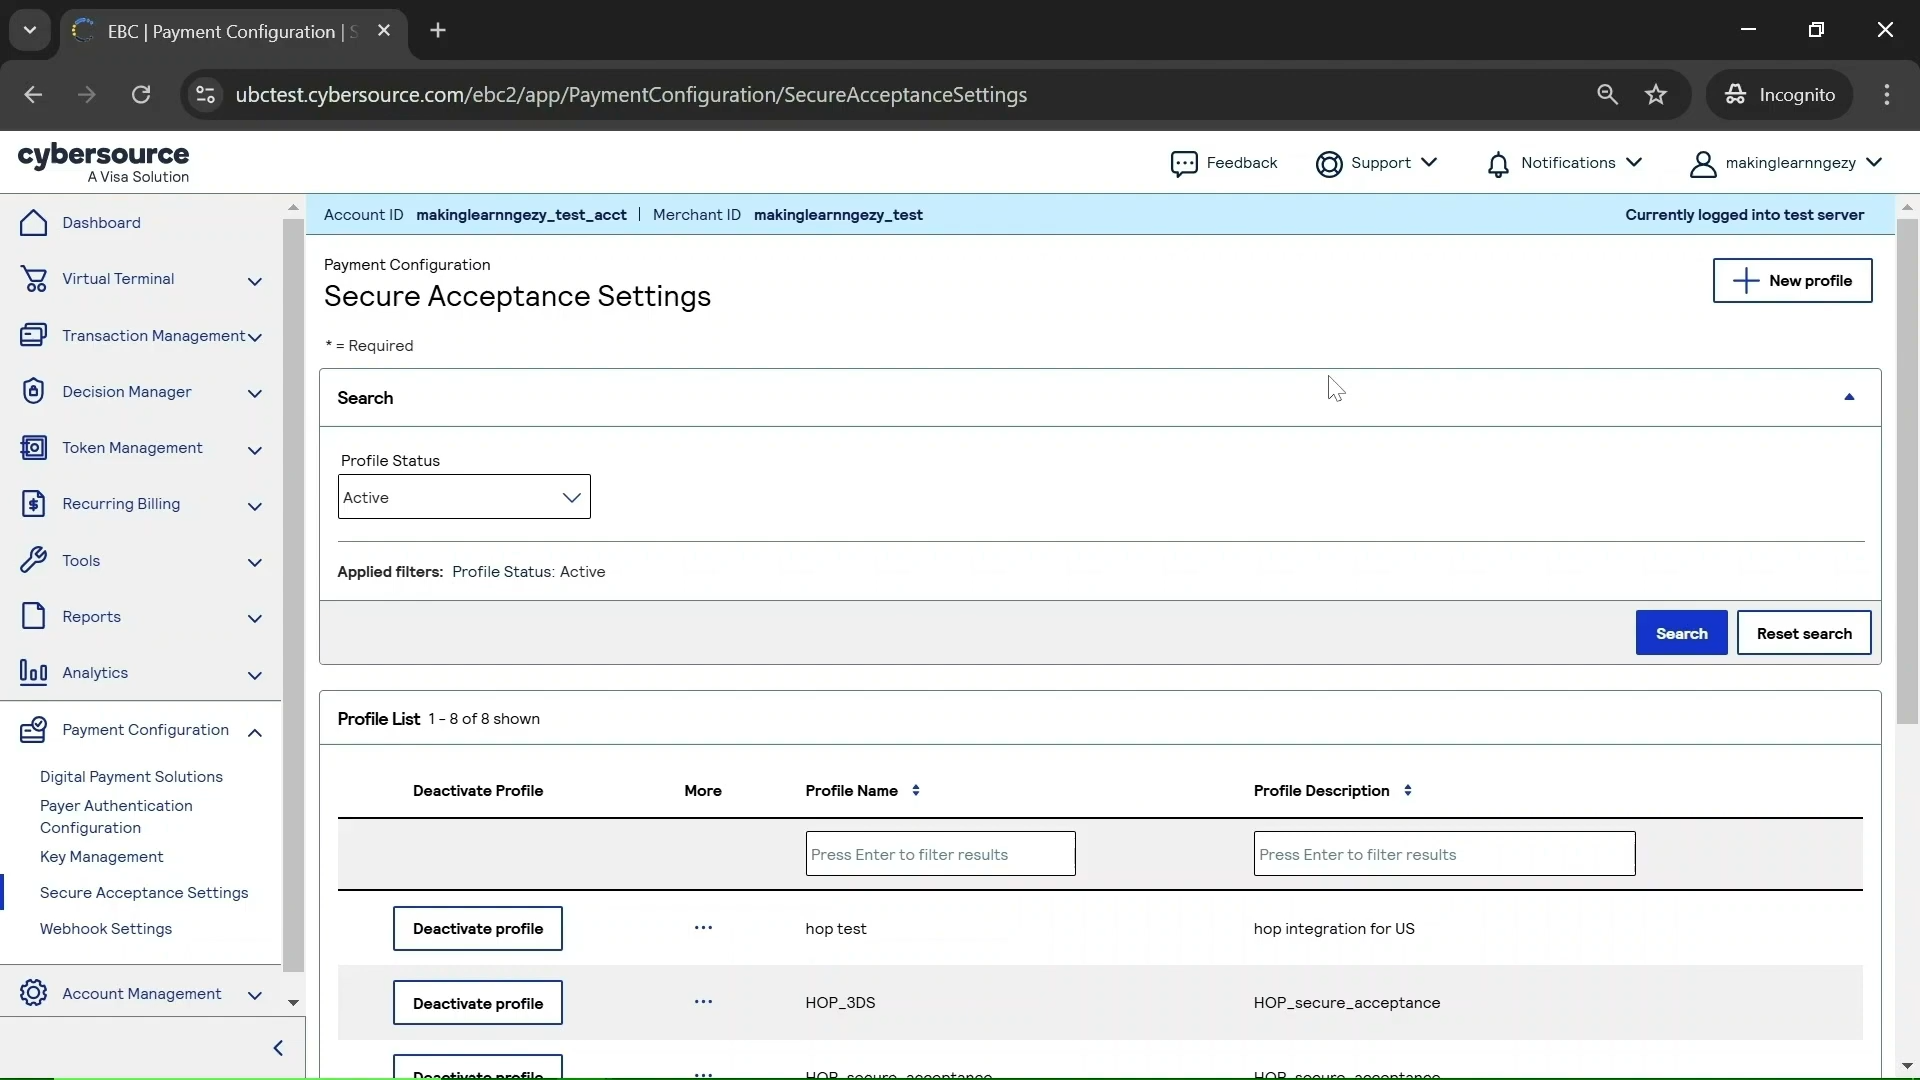 EBC | Payment Configuration | S
ubctest.cybersource.com/ebc2/app/PaymentConfiguration/SecureAcceptanceSettings
Incognito
cybersource
A Visa Solution
Feedback
Support
Notifications
makinglearnngezy
Account ID makinglearnngezy_test_acct | Merchant ID makinglearnngezy_test
Currently logged into test server
Dashboard
Virtual Terminal
Transaction Management
Decision Manager
Token Management
Recurring Billing
Tools
Reports
Analytics
Payment Configuration
Digital Payment Solutions
Payer Authentication
Configuration
Key Management
Secure Acceptance Settings
Webhook Settings
Account Management
Payment Configuration
Secure Acceptance Settings
New profile
* = Required
Search
Profile Status
Active
Applied filters: Profile Status: Active
Search
Reset search
Profile List 1 - 8 of 8 shown
Deactivate Profile More Profile Name Profile Description
Press Enter to filter results Press Enter to filter results
Deactivate profile ... hop test hop integration for US
Deactivate profile ... HOP_3DS HOP_secure_acceptance
Deactivate profile ... HOP_secure_acceptance HOP_secure_acceptance